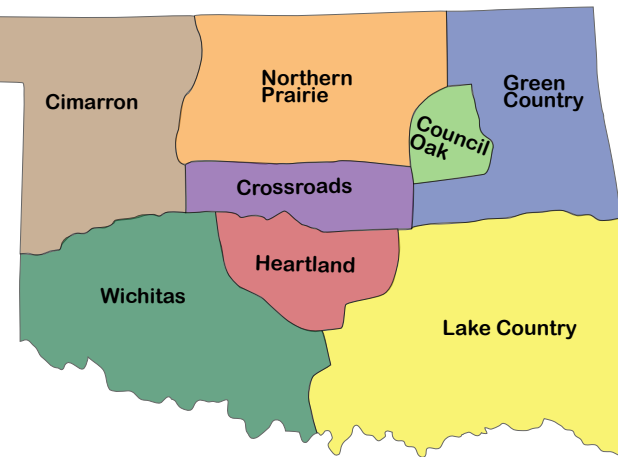 Cimarron
Northern
Prairie
Green
Country
Council
Oak
Crossroads
Heartland
Wichitas
Lake Country